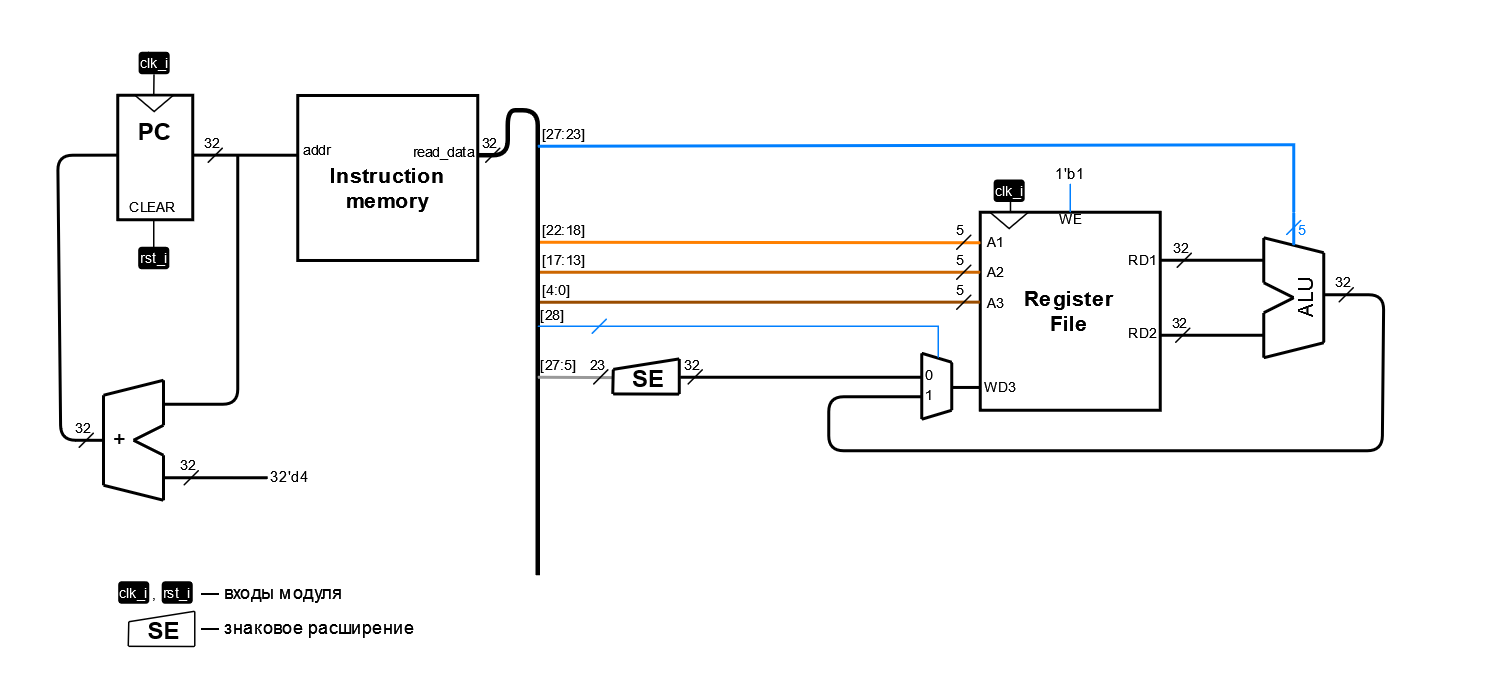 clk_i
PC
CLEAR
rst_i
32
addr
read_data
Instruction
memory
32
[27:23]
[22:18]
[17:13]
[4:0]
[28]
[27:5]
23
SE
32
5
5
5
0
1
clk_i
1'b1
WE
A1
A2
A3
WD3
Register
File
RD1
RD2
32
32
5
ALU
32
32
+
32
32'd4
clk_i , rst_i — входы модуля
SE — знаковое расширение